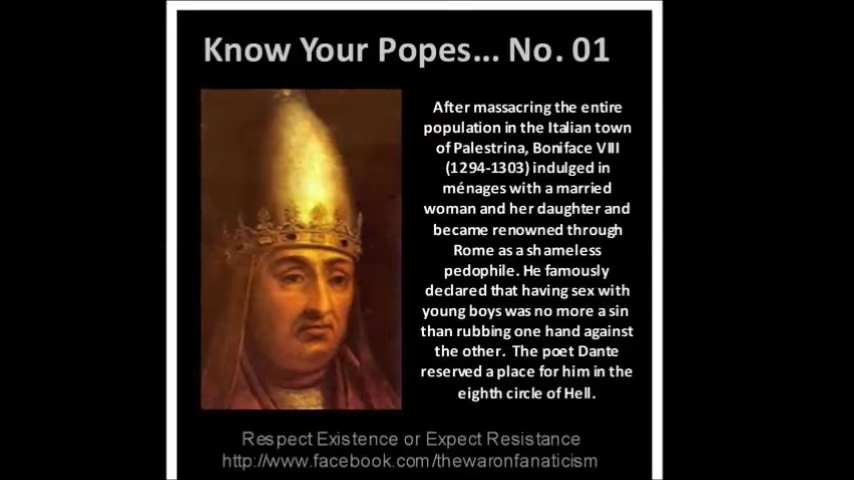 Know Your Popes... No. 01
After massacring the entire
population in the Italian town
of Palestrina, Boniface VIII
(1294-1303) indulged in
ménages with a married
woman and her daughter and
became renowned through
Rome as a shameless
pedophile. He famously
declared that having sex with
young boys was no more a sin
than rubbing one hand against
the other. The poet Dante
reserved a place for him in the
eighth circle of Hell.
Respect Existence or Expect Resistance
http://www.facebook.com/thewaronfanaticism